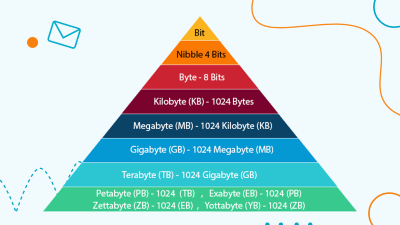 Bit
Nibble 4 Bits
Byte - 8 Bits
Kilobyte (KB) - 1024 Bytes
Megabyte (MB) - 1024 Kilobyte (KB)
Gigabyte (GB) - 1024 Megabyte (MB)
Terabyte (TB) - 1024 Gigabyte (GB)
Petabyte (PB) - 1024 (TB) , Exabyte (EB) - 1024 (PB)
Zettabyte (ZB) - 1024 (EB) , Yottabyte (YB) - 1024 (ZB)